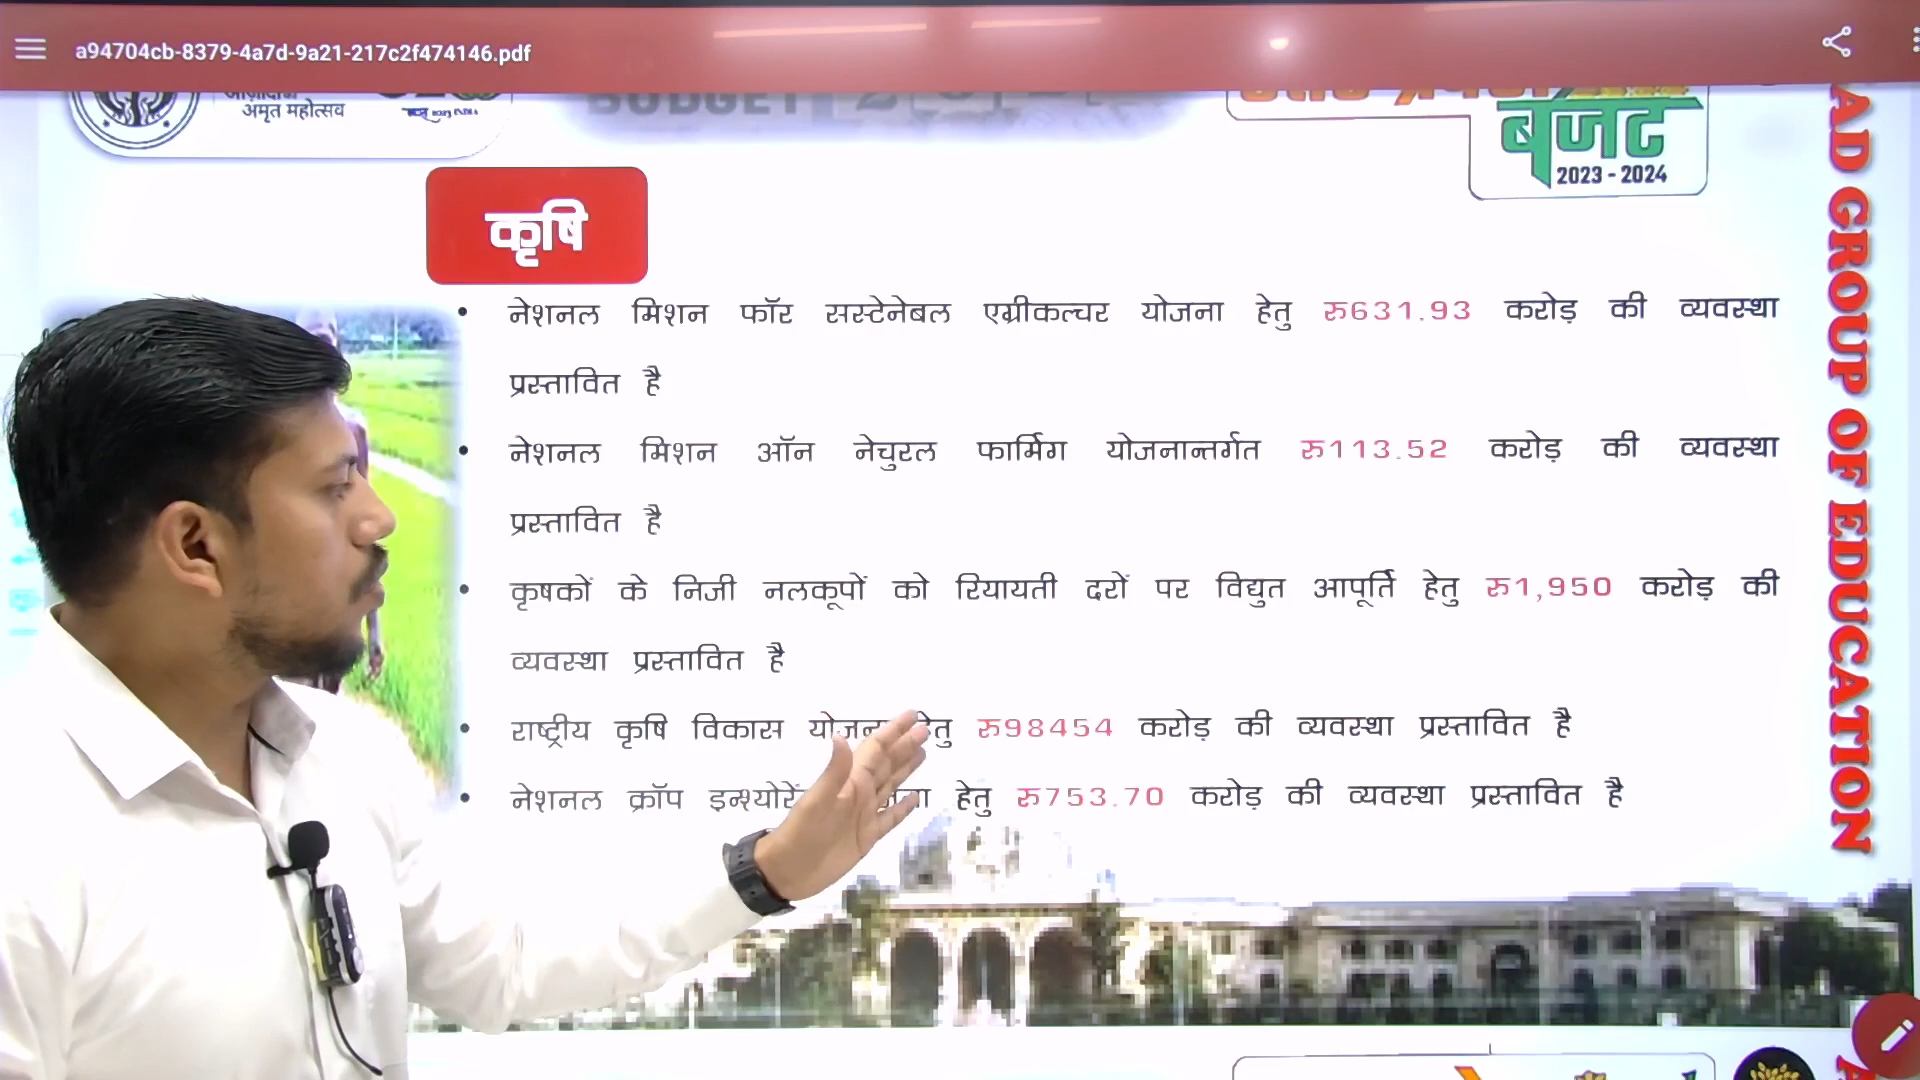 a94704cb-8379-4a7d-9a21-217c2f474146.pdf
अमृत महोत्सव
BUDGET
बजट
2023 - 2024
कृषि
• नेशनल मिशन फॉर सस्टेनेबल एग्रीकल्चर योजना हेतु रु631.93 करोड़ की व्यवस्था
प्रस्तावित है
• नेशनल मिशन ऑन नेचुरल फार्मिग योजनान्तर्गत रु113.52 करोड़ की व्यवस्था
प्रस्तावित है
• कृषकों के निजी नलकूपों को रियायती दरों पर विद्युत आपूर्ति हेतु रु1,950 करोड़ की
व्यवस्था प्रस्तावित है
• राष्ट्रीय कृषि विकास योजना हेतु रु98454 करोड़ की व्यवस्था प्रस्तावित है
• नेशनल क्रॉप हेतु रु753.70 करोड़ की व्यवस्था प्रस्तावित है
AD GROUP OF EDUCATION